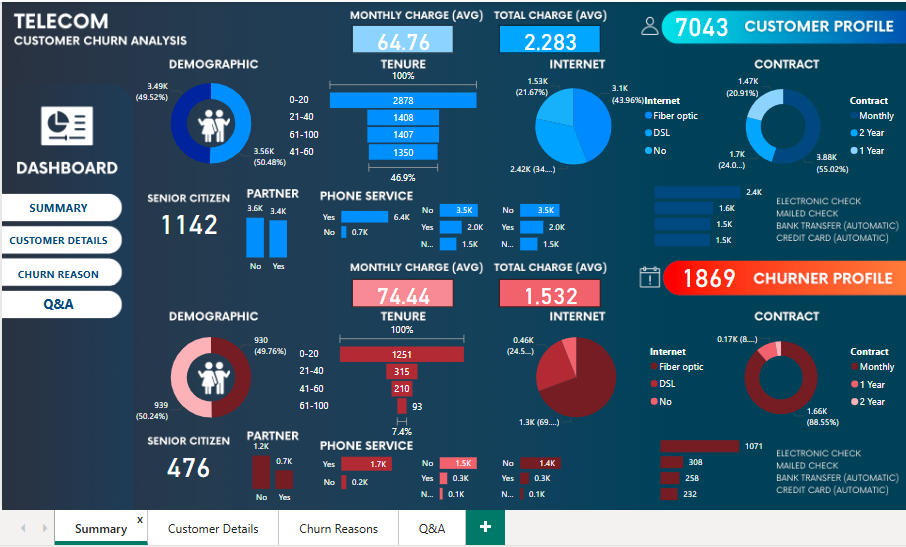 TELECOM
CUSTOMER CHURN ANALYSIS
MONTHLY CHARGE (AVG)
64.76
TOTAL CHARGE (AVG)
2.283
7043 CUSTOMER PROFILE
DEMOGRAPHIC
3.49K
(49.52%)
3.56K
(50.48%)
TENURE
100%
0-20 2878
21-40 1408
61-100 1407
41-60 1350
46.9%
INTERNET
1.53K
(21.67%)
3.1K
(43.96%)
2.42K (34....
Internet
Fiber optic
DSL
No
CONTRACT
1.47K
(20.91%)
1.7K
(24.0...
3.88K
(55.02%)
Contract
Monthly
2 Year
1 Year
DASHBOARD
SUMMARY
CUSTOMER DETAILS
CHURN REASON
Q&A
SENIOR CITIZEN
1142
PARTNER
3.6K 3.4K
No Yes
PHONE SERVICE
Yes 6.4K
No 0.7K
No 3.5K
Yes 2.0K
N... 1.5K
No 3.5K
Yes 2.0K
N... 1.5K
2.4K
1.6K
1.5K
1.5K
ELECTRONIC CHECK
MAILED CHECK
BANK TRANSFER (AUTOMATIC)
CREDIT CARD (AUTOMATIC)
MONTHLY CHARGE (AVG)
74.44
TOTAL CHARGE (AVG)
1.532
1869 CHURNER PROFILE
DEMOGRAPHIC
930
(49.76%)
939
(50.24%)
TENURE
100%
0-20 1251
21-40 315
41-60 210
61-100 93
7.4%
INTERNET
0.46K
(24.5...
1.3K (69....
Internet
Fiber optic
DSL
No
CONTRACT
0.17K (8....
1.66K
(88.55%)
Contract
Monthly
1 Year
2 Year
SENIOR CITIZEN
476
PARTNER
1.2K 0.7K
No Yes
PHONE SERVICE
Yes 1.7K
No 0.2K
No 1.5K
Yes 0.3K
N... 0.1K
No 1.4K
Yes 0.3K
N... 0.1K
1071
308
258
232
ELECTRONIC CHECK
MAILED CHECK
BANK TRANSFER (AUTOMATIC)
CREDIT CARD (AUTOMATIC)
Summary x
Customer Details
Churn Reasons
Q&A
+